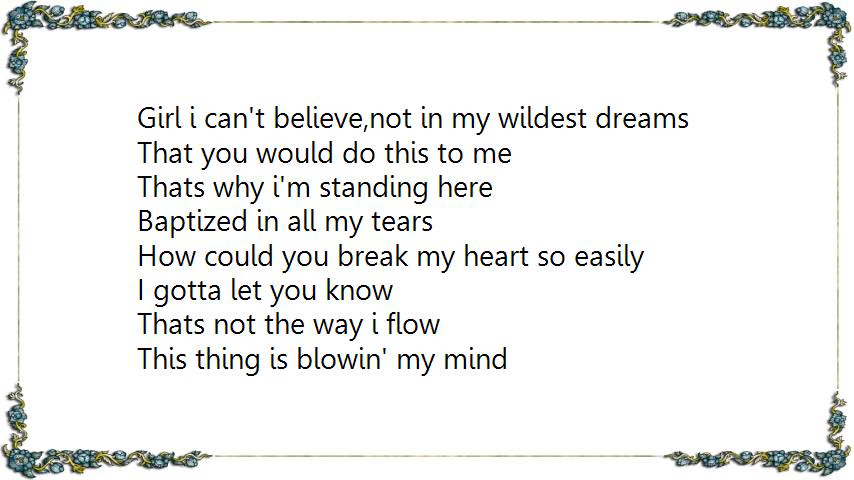 Girl i can't believe,not in my wildest dreams
That you would do this to me
Thats why i'm standing here
Baptized in all my tears
How could you break my heart so easily
I gotta let you know
Thats not the way i flow
This thing is blowin' my mind